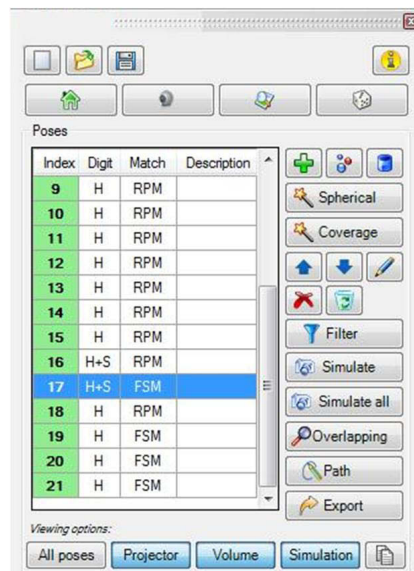 Poses
Index Digit Match Description
9 H RPM
10 H RPM
11 H RPM
12 H RPM
13 H RPM
14 H RPM
15 H RPM
16 H+S RPM
17 H+S FSM
18 H RPM
19 H FSM
20 H FSM
21 H FSM
Spherical
Coverage
Filter
Simulate
Simulate all
Overlapping
Path
Export
Viewing options:
All poses Projector Volume Simulation